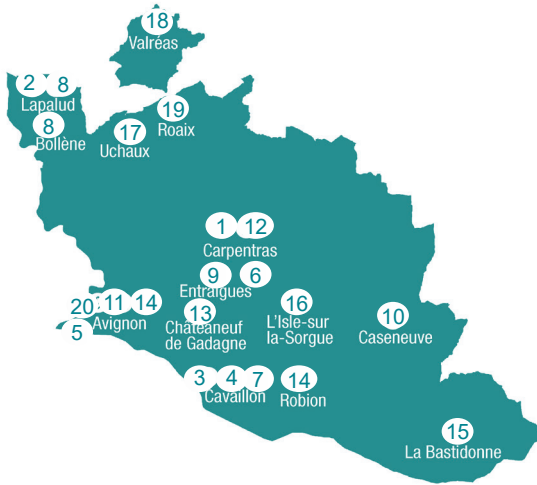 18
Valréas
2 8
Lapalud
8
Bollène
19
Roaix
17
Uchaux
1 12
Carpentras
9 6
Entraigues
20 11 14
Avignon
5
13
Châteaneuf
de Gadagne
16
L'Isle-sur
la-Sorgue
10
Caseneuve
3 4 7
Cavaillon
14
Robion
15
La Bastidonne